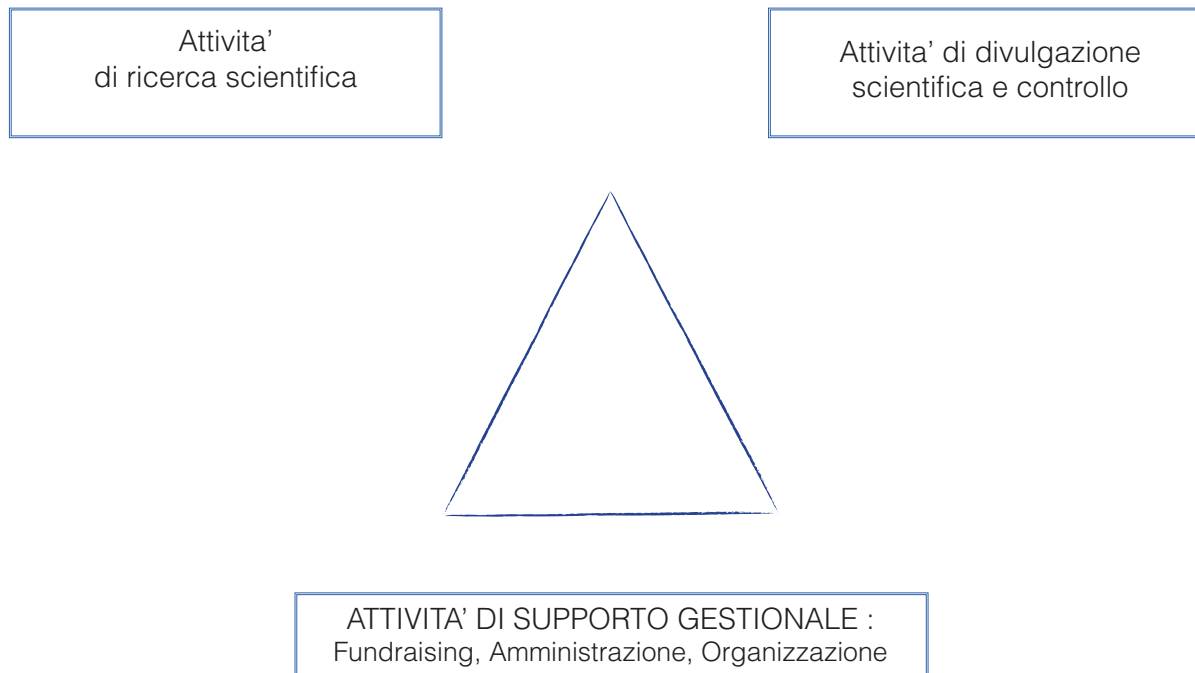 Attivita’
di ricerca scientifica
Attivita’ di divulgazione
scientifica e controllo
ATTIVITA’ DI SUPPORTO GESTIONALE :
Fundraising, Amministrazione, Organizzazione